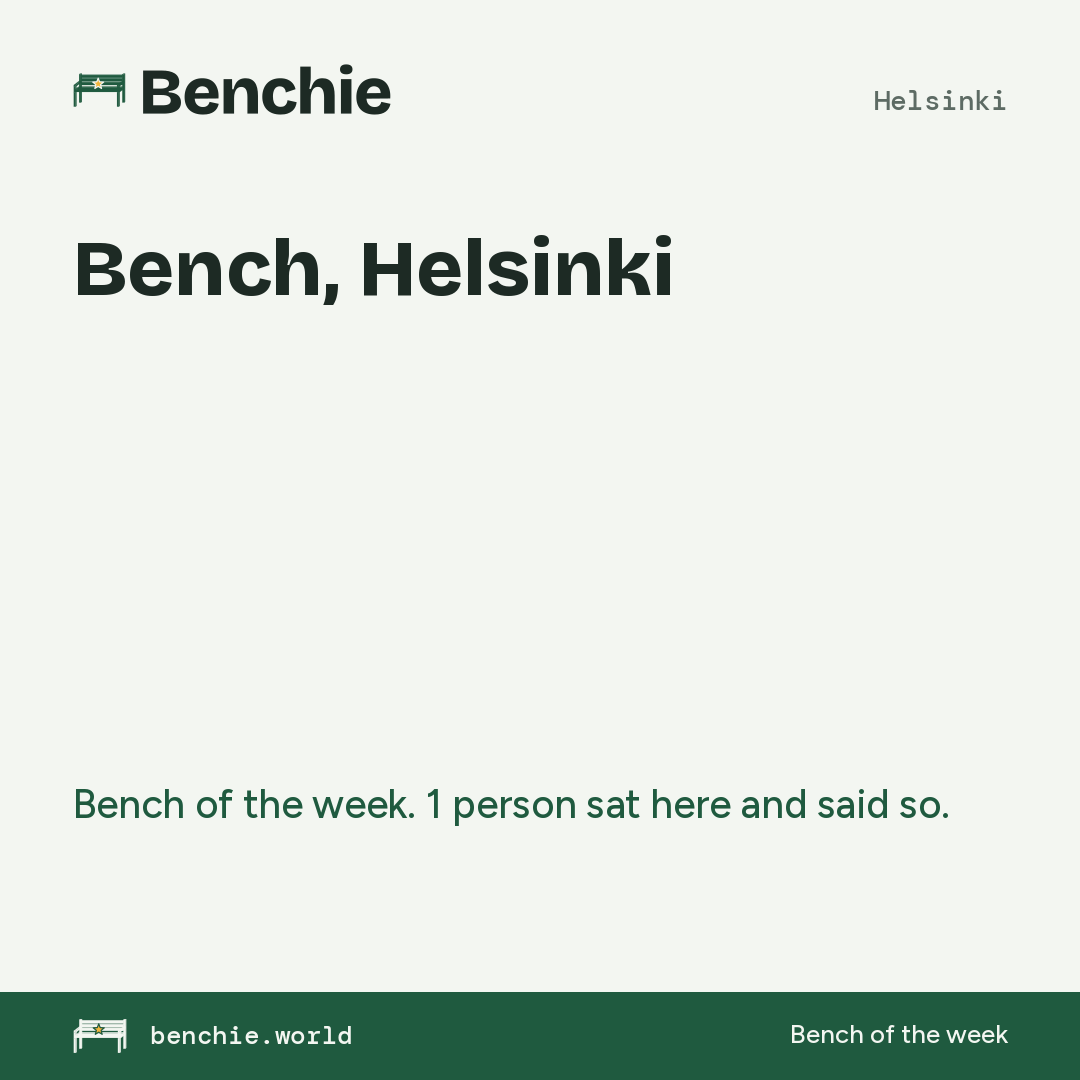 Benchie
Helsinki
Bench, Helsinki
Bench of the week. 1 person sat here and said so.
benchie.world
Bench of the week